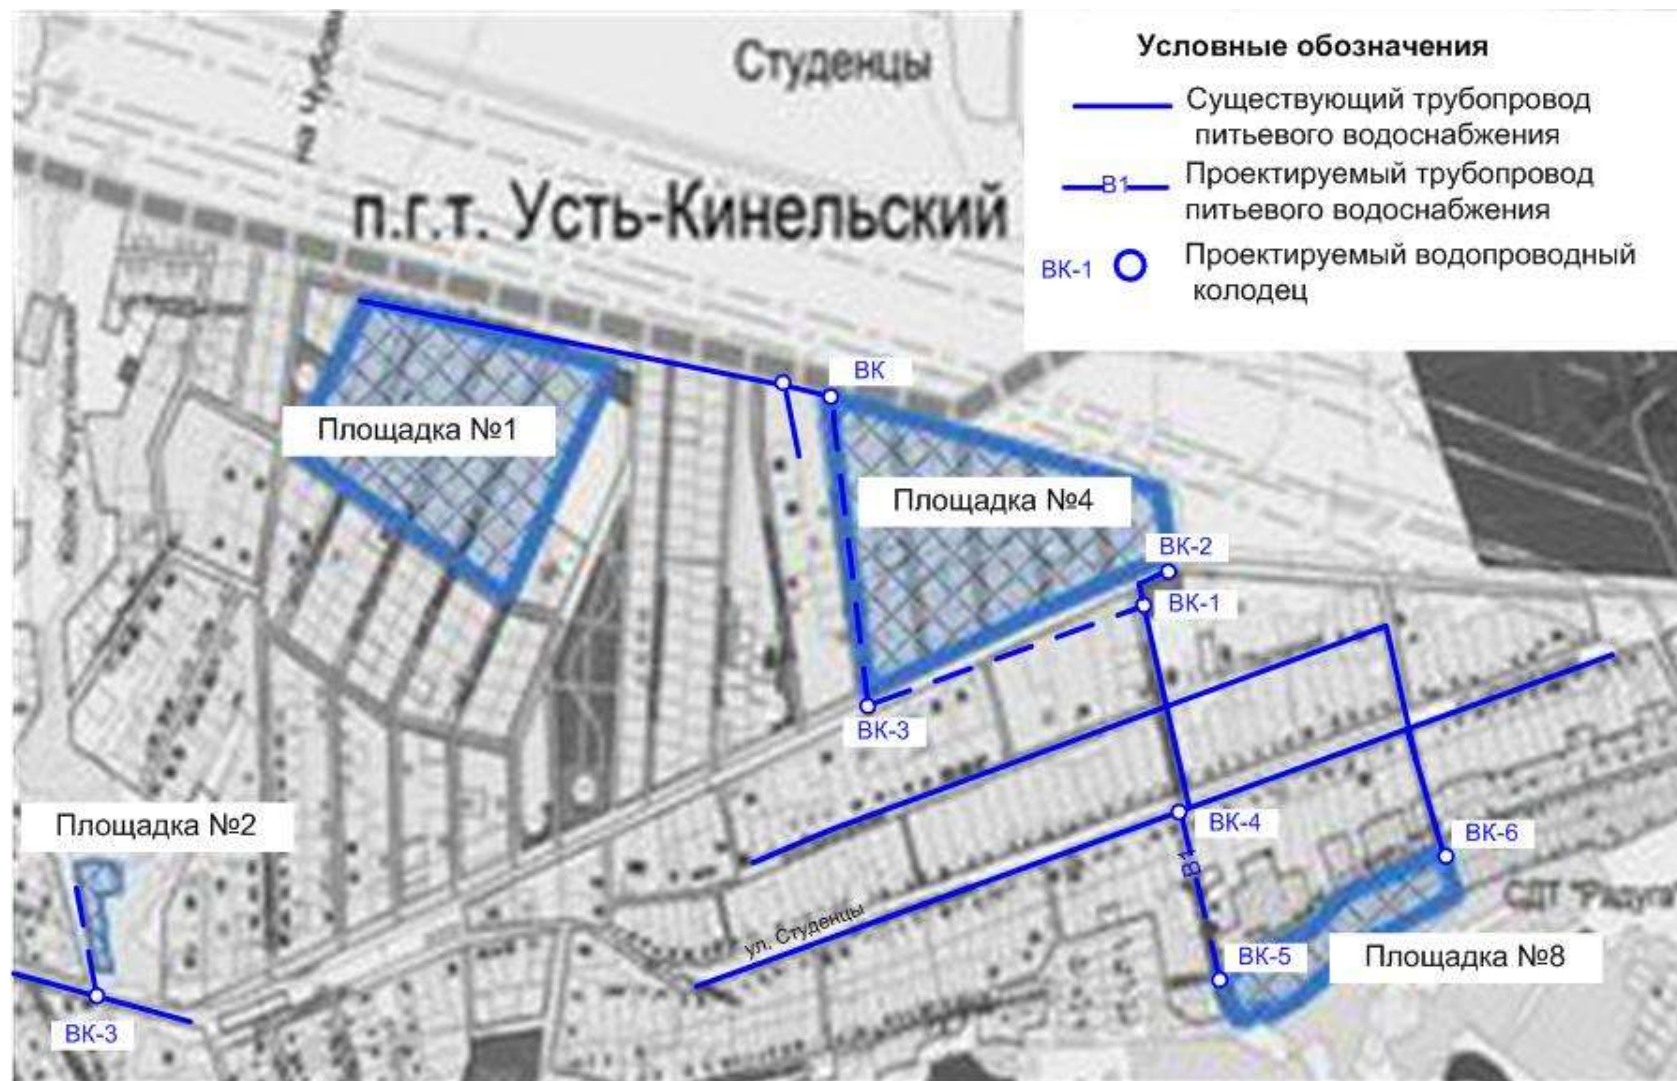 Условные обозначения
Существующий трубопровод
питьевого водоснабжения
В1
Проектируемый трубопровод
питьевого водоснабжения
ВК-1
Проектируемый водопроводный
колодец
Студенцы
п.г.т. Усть-Кинельский
ВК
Площадка №1
Площадка №4
ВК-2
ВК-1
ВК-3
Площадка №2
ВК-4
ВК-6
В1
СДТ "Радуга
ул. Студенцы
ВК-5
Площадка №8
ВК-3